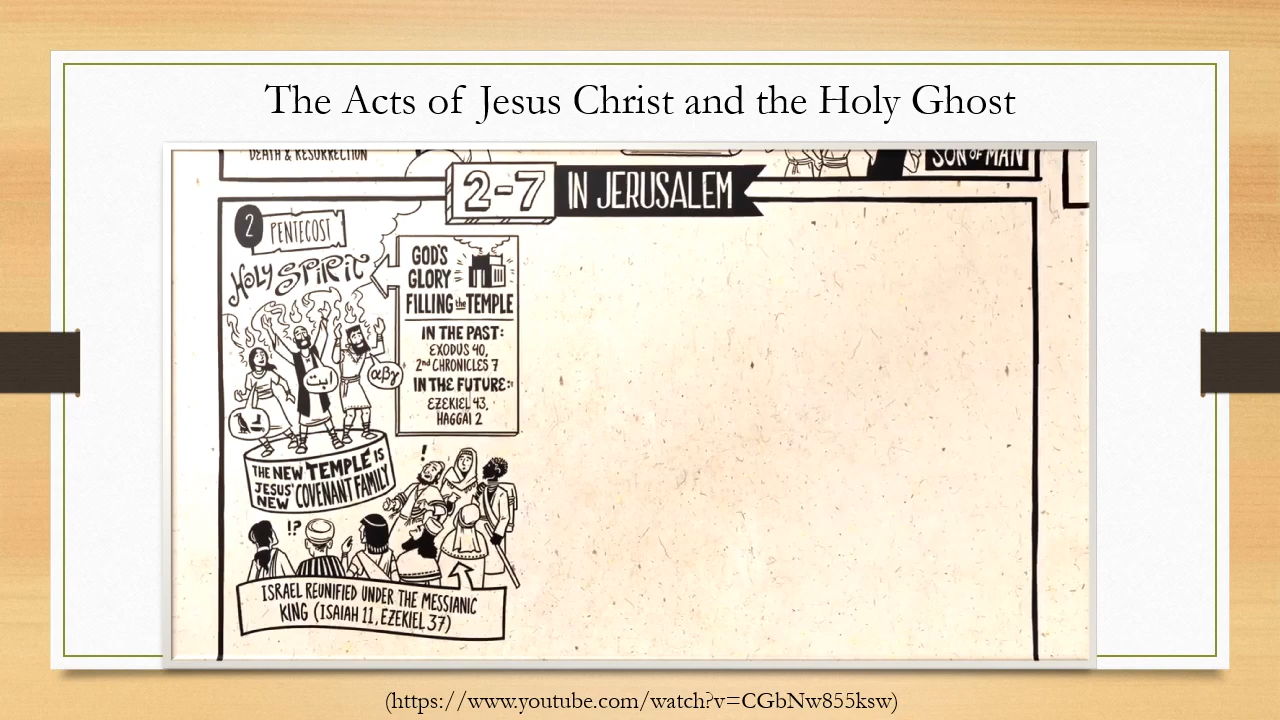 The Acts of Jesus Christ and the Holy Ghost
DEATH & RESURRECTION
SON OF MAN
2-7 IN JERUSALEM
2 PENTECOST
HOLY SPIRIT
GOD'S
GLORY
FILLING the TEMPLE
IN THE PAST:
EXODUS 40,
2nd CHRONICLES 7
IN THE FUTURE:
EZEKIEL 43,
HAGGAI 2
αβγ
THE NEW TEMPLE IS
JESUS' NEW COVENANT FAMILY
!
!?
ISRAEL REUNIFIED UNDER THE MESSIANIC
KING (ISAIAH 11, EZEKIEL 37)
(https://www.youtube.com/watch?v=CGbNw855ksw)